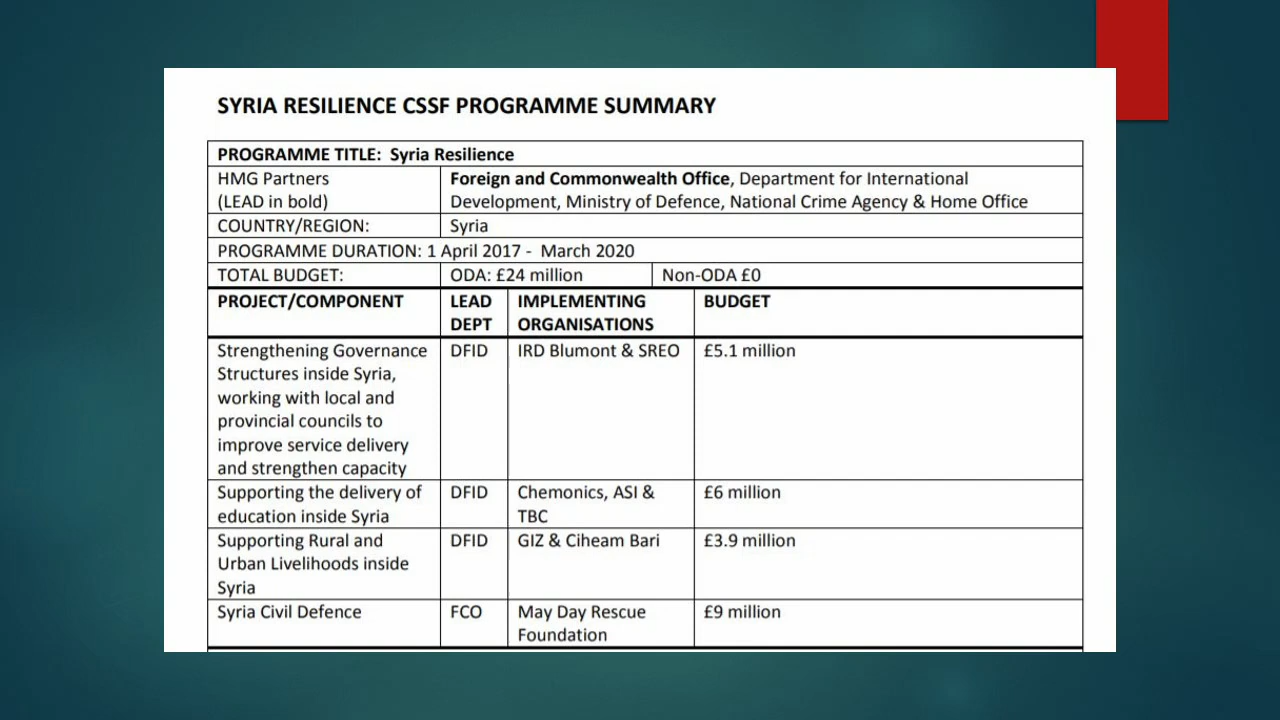 SYRIA RESILIENCE CSSF PROGRAMME SUMMARY
PROGRAMME TITLE: Syria Resilience
HMG Partners
(LEAD in bold)
Foreign and Commonwealth Office, Department for International
Development, Ministry of Defence, National Crime Agency & Home Office
COUNTRY/REGION:
Syria
PROGRAMME DURATION: 1 April 2017 - March 2020
TOTAL BUDGET:
ODA: £24 million
Non-ODA £0
PROJECT/COMPONENT
LEAD
DEPT
IMPLEMENTING
ORGANISATIONS
BUDGET
Strengthening Governance
Structures inside Syria,
working with local and
provincial councils to
improve service delivery
and strengthen capacity
DFID
IRD Blumont & SREO
£5.1 million
Supporting the delivery of
education inside Syria
DFID
Chemonics, ASI &
TBC
£6 million
Supporting Rural and
Urban Livelihoods inside
Syria
DFID
GIZ & Ciheam Bari
£3.9 million
Syria Civil Defence
FCO
May Day Rescue
Foundation
£9 million